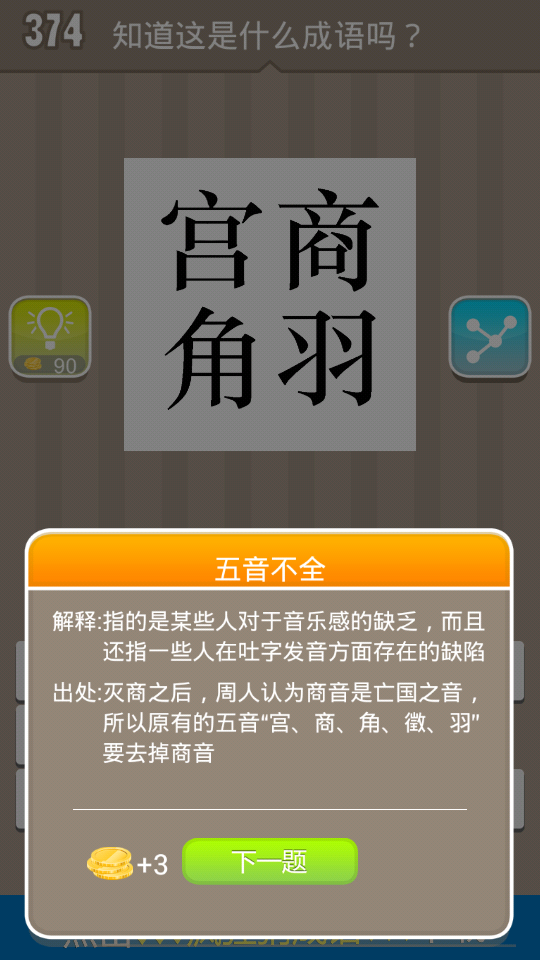 374 知道这是什么成语吗？
宫商
角羽
90
五音不全
解释:指的是某些人对于音乐感的缺乏，而且
还指一些人在吐字发音方面存在的缺陷
出处:灭商之后，周人认为商音是亡国之音，
所以原有的五音“宫、商、角、徵、羽”
要去掉商音
+3 下一题